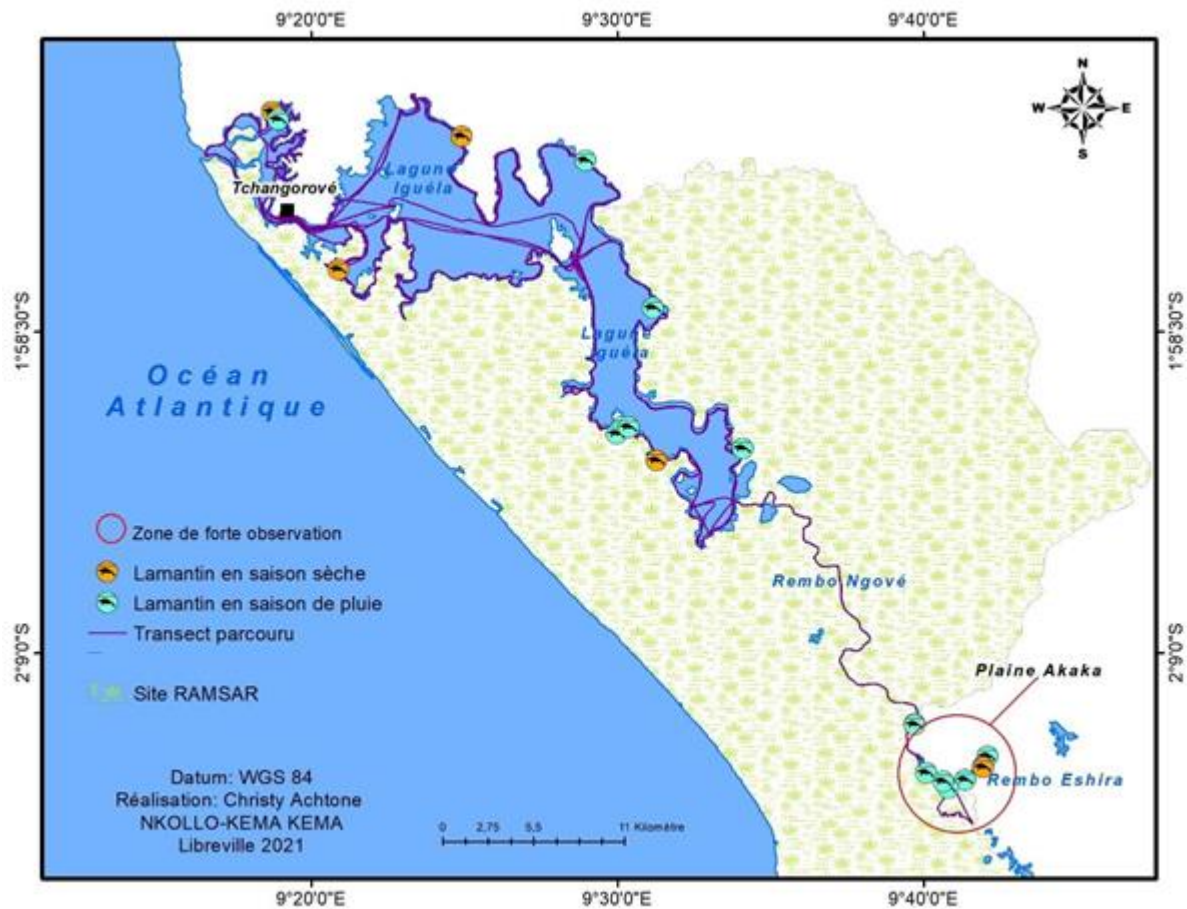 9°20'0"E
9°30'0"E
9°40'0"E
N
W
E
S
Tchangorové
Lagune
Iguéla
1°58'30"S
1°58'30"S
Lagune
Iguéla
Océan
Atlantique
Zone de forte observation
Lamantin en saison sèche
Lamantin en saison de pluie
Transect parcouru
Site RAMSAR
Rembo Ngové
2°9'0"S
2°9'0"S
Plaine Akaka
Rembo Eshira
Datum: WGS 84
Réalisation: Christy Achtone
NKOLLO-KEMA KEMA
Libreville 2021
0 2,75 5,5 11 Kilomètre
9°20'0"E
9°30'0"E
9°40'0"E